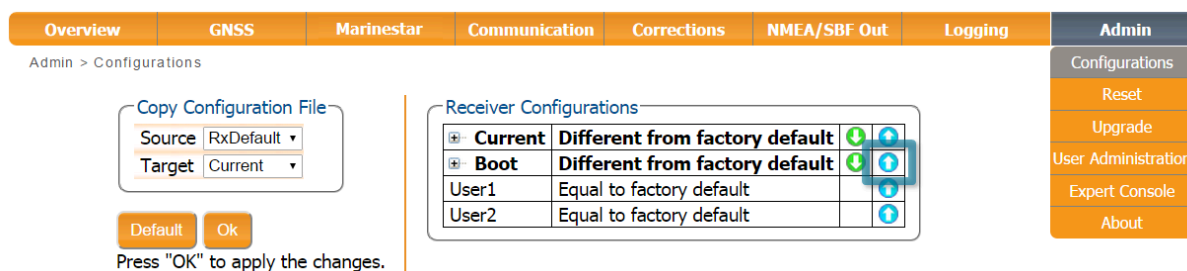 Overview GNSS Marinestar Communication Corrections NMEA/SBF Out Logging Admin
Admin > Configurations
Configurations
Reset
Upgrade
User Administration
Expert Console
About
Copy Configuration File
Source RxDefault
Target Current
Default Ok
Press "OK" to apply the changes.
Receiver Configurations
Current Different from factory default
Boot Different from factory default
User1 Equal to factory default
User2 Equal to factory default